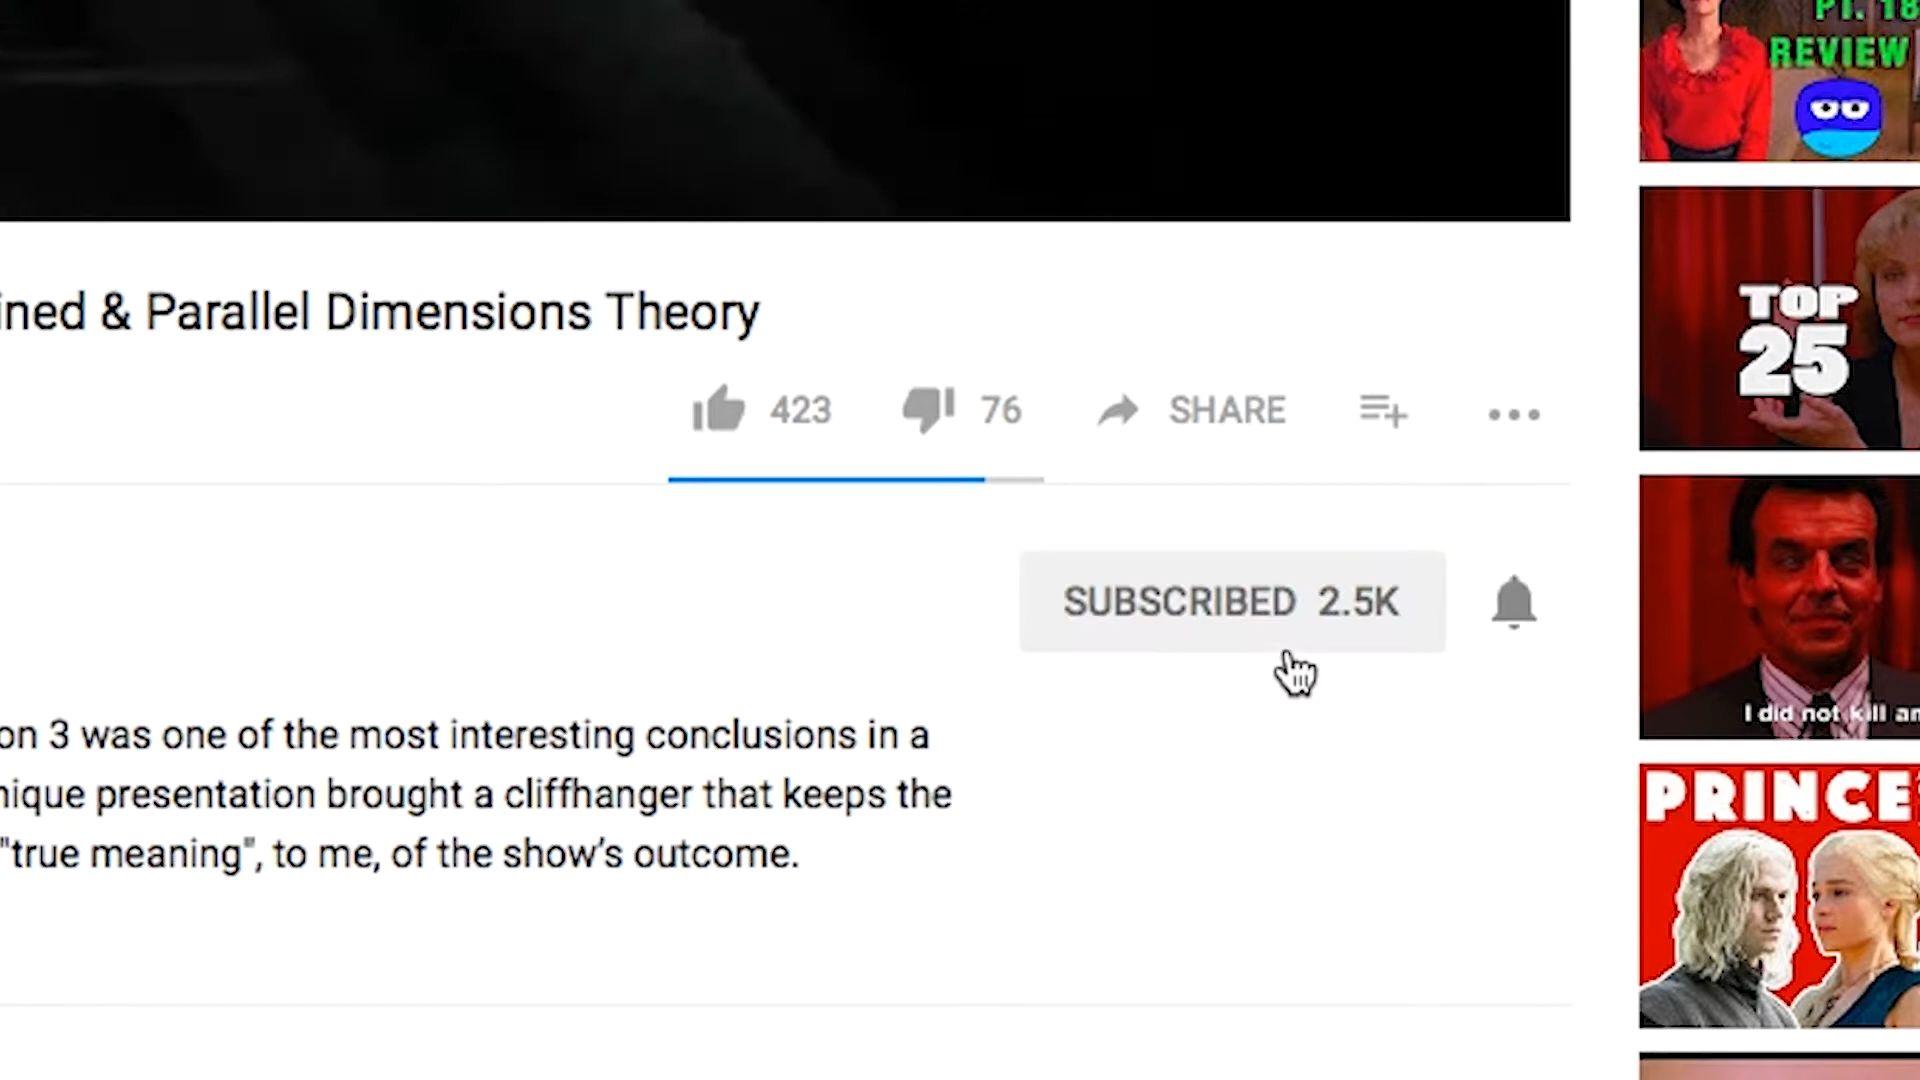 ined & Parallel Dimensions Theory
423 76 SHARE
SUBSCRIBED 2.5K
on 3 was one of the most interesting conclusions in a
nique presentation brought a cliffhanger that keeps the
"true meaning", to me, of the show's outcome.
PT. 18
REVIEW
TOP
25
I did not kill an
PRINCE